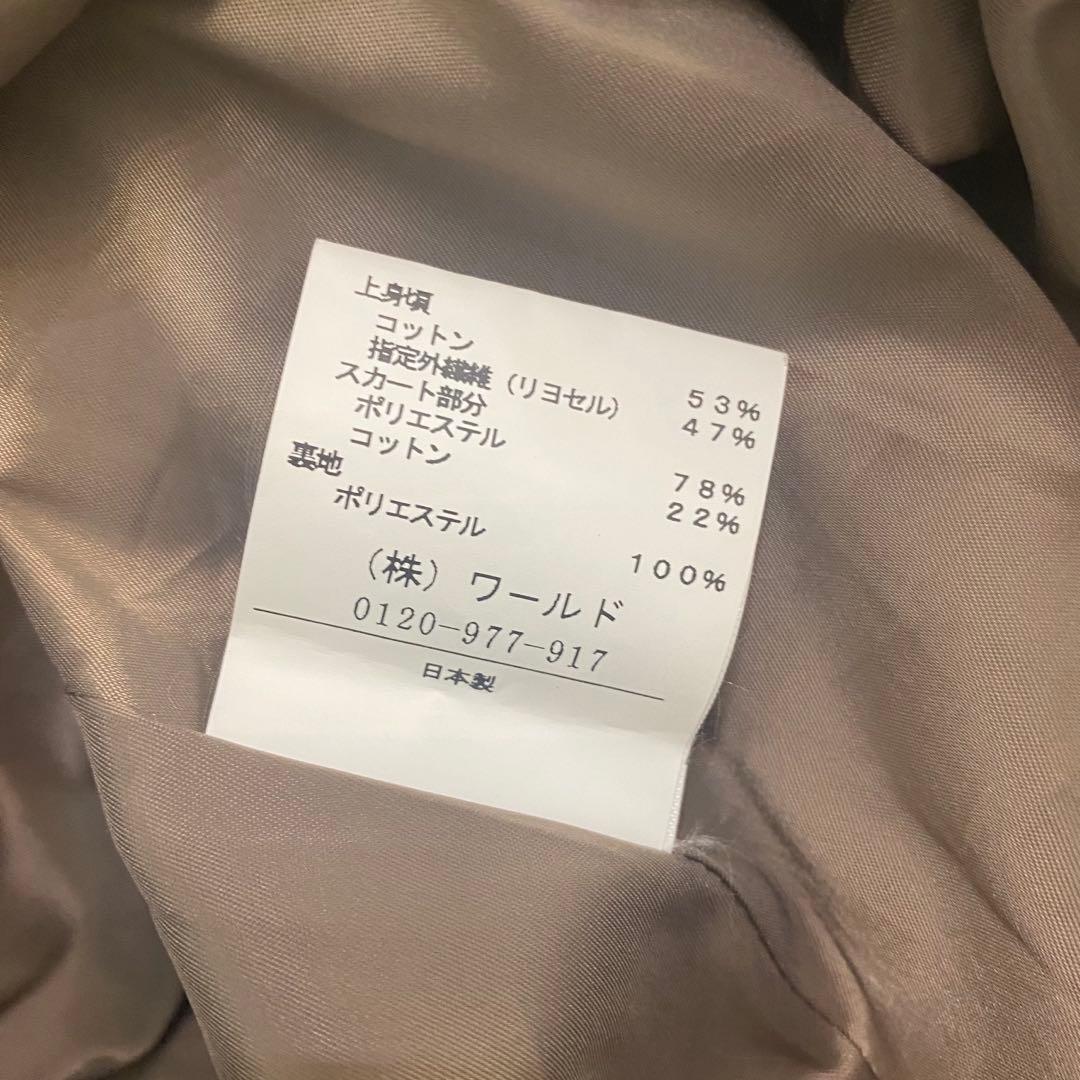 上身頃
コットン 53%
指定外繊維(リヨセル) 47%
スカート部分
ポリエステル 78%
コットン 22%
裏地
ポリエステル 100%
(株)ワールド
0120-977-917
日本製